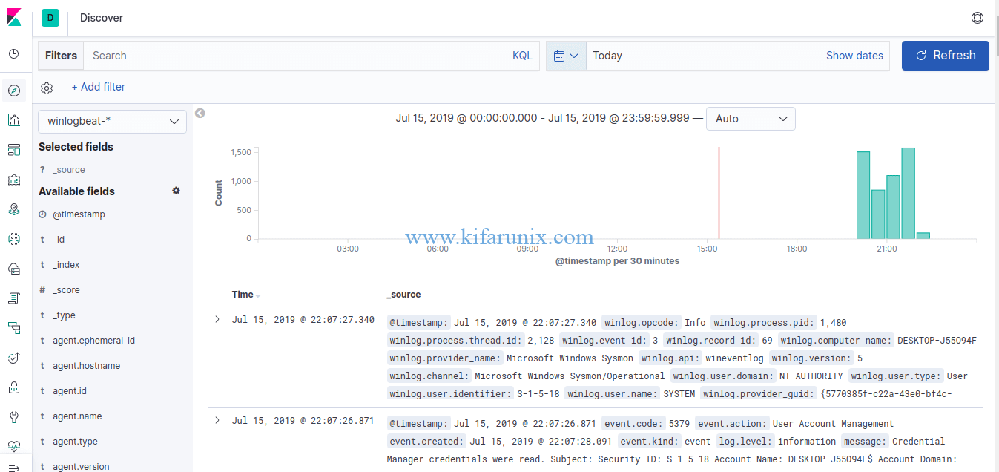 D Discover
Filters Search KQL Today Show dates Refresh
+ Add filter
winlogbeat-*
Selected fields
? _source
Available fields
@timestamp
t _id
t _index
# _score
t _type
t agent.ephemeral_id
t agent.hostname
t agent.id
t agent.name
t agent.type
t agent.version
Jul 15, 2019 @ 00:00:00.000 - Jul 15, 2019 @ 23:59:59.999 — Auto
Count
1,500
1,000
500
0
03:00 06:00 09:00 12:00 15:00 18:00 21:00
@timestamp per 30 minutes
www.kifarunix.com
Time _source
Jul 15, 2019 @ 22:07:27.340
@timestamp: Jul 15, 2019 @ 22:07:27.340 winlog.opcode: Info winlog.process.pid: 1,480
winlog.process.thread.id: 2,128 winlog.event_id: 3 winlog.record_id: 69 winlog.computer_name: DESKTOP-J55O94F
winlog.provider_name: Microsoft-Windows-Sysmon winlog.api: wineventlog winlog.version: 5
winlog.channel: Microsoft-Windows-Sysmon/Operational winlog.user.domain: NT AUTHORITY winlog.user.type: User
winlog.user.identifier: S-1-5-18 winlog.user.name: SYSTEM winlog.provider_guid: {5770385f-c22a-43e0-bf4c-
Jul 15, 2019 @ 22:07:26.871
@timestamp: Jul 15, 2019 @ 22:07:26.871 event.code: 5379 event.action: User Account Management
event.created: Jul 15, 2019 @ 22:07:28.091 event.kind: event log.level: information message: Credential
Manager credentials were read. Subject: Security ID: S-1-5-18 Account Name: DESKTOP-J55O94F$ Account Domain: